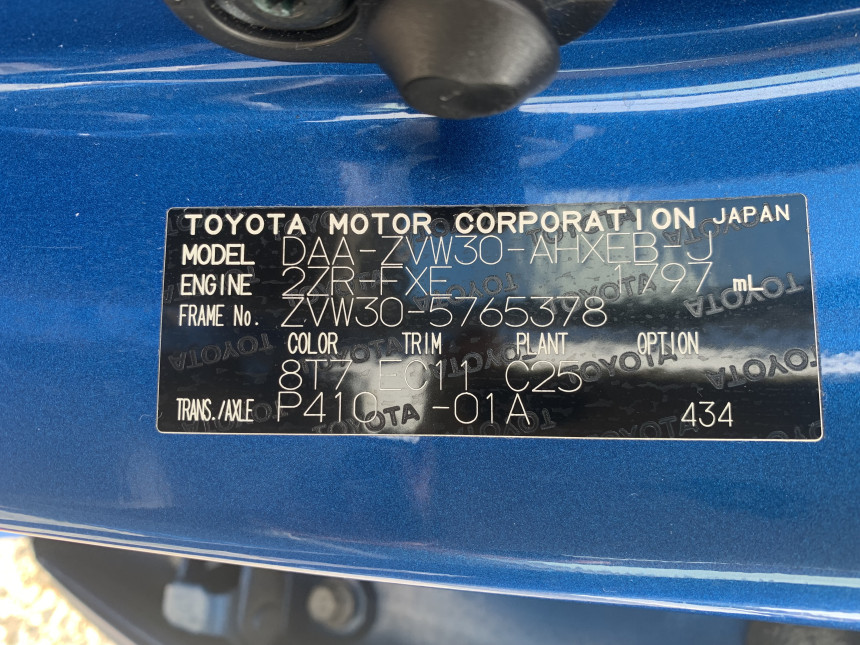 TOYOTA MOTOR CORPORATION JAPAN
MODEL DAA-ZVW30-AHXEB-J
ENGINE 2ZR-FXE 1797 mL
FRAME No. ZVW30-5765378
COLOR TRIM PLANT OPTION
8T7 EC11 C25
TRANS./AXLE P410 -01A 434